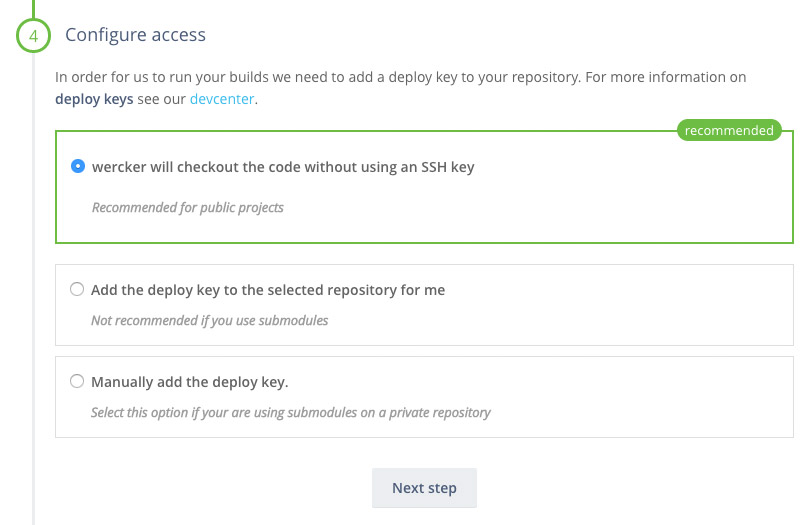 4
Configure access
In order for us to run your builds we need to add a deploy key to your repository. For more information on
deploy keys see our devcenter.
recommended
wercker will checkout the code without using an SSH key
Recommended for public projects
Add the deploy key to the selected repository for me
Not recommended if you use submodules
Manually add the deploy key.
Select this option if your are using submodules on a private repository
Next step